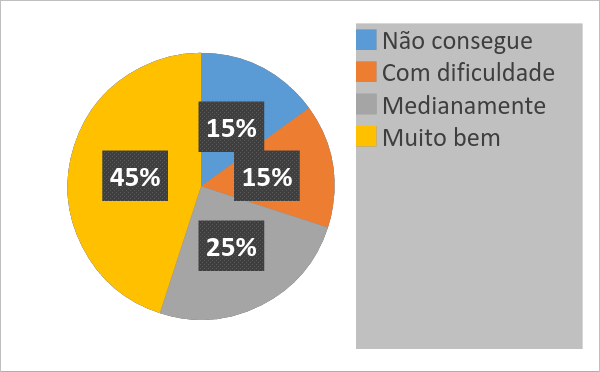 15%
15%
25%
45%
Não consegue
Com dificuldade
Medianamente
Muito bem